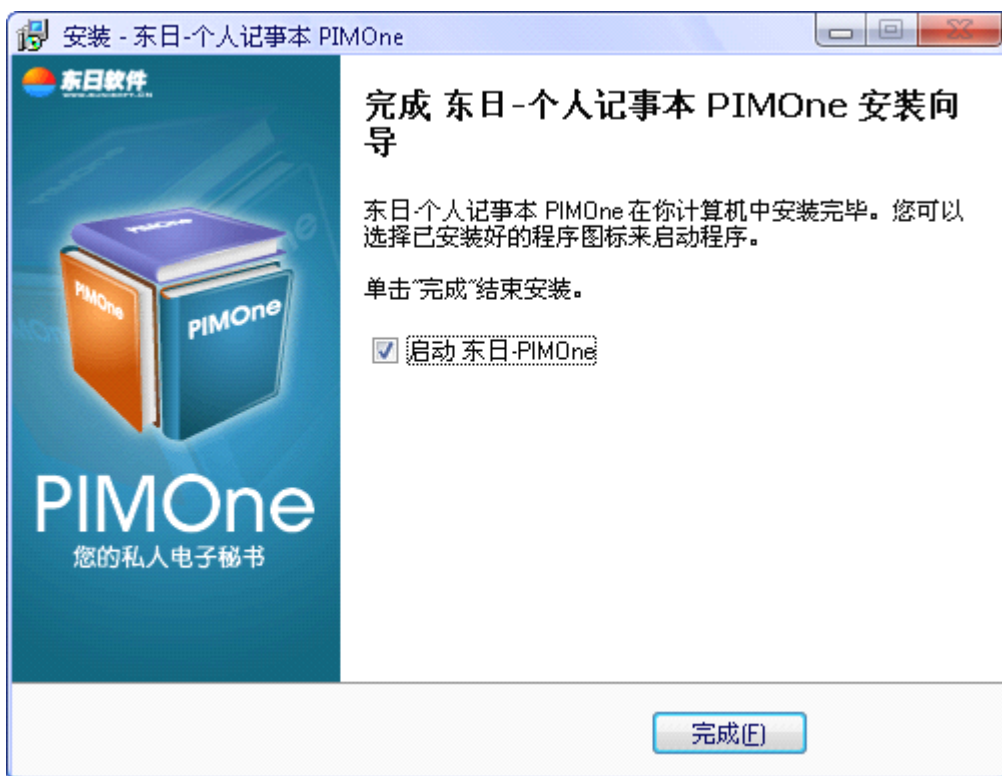 安装 - 东日-个人记事本 PIMOne
东日软件
完成 东日-个人记事本 PIMOne 安装向
导
东日-个人记事本 PIMOne 在你计算机中安装完毕。您可以
选择已安装好的程序图标来启动程序。
单击“完成”结束安装。
启动 东日-PIMOne
PIMOne
PIMOne
PIMOne
PIMOne
您的私人电子秘书
完成(F)